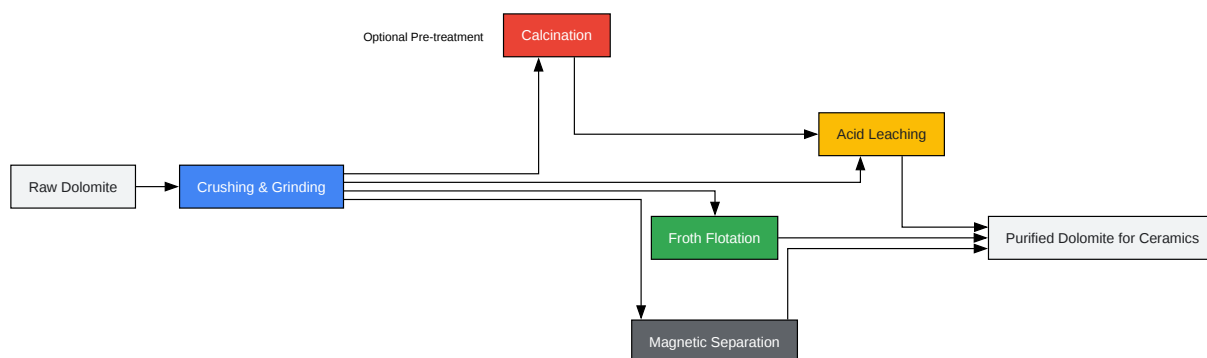 Optional Pre-treatment
Calcination
Acid Leaching
Raw Dolomite
Crushing & Grinding
Froth Flotation
Purified Dolomite for Ceramics
Magnetic Separation